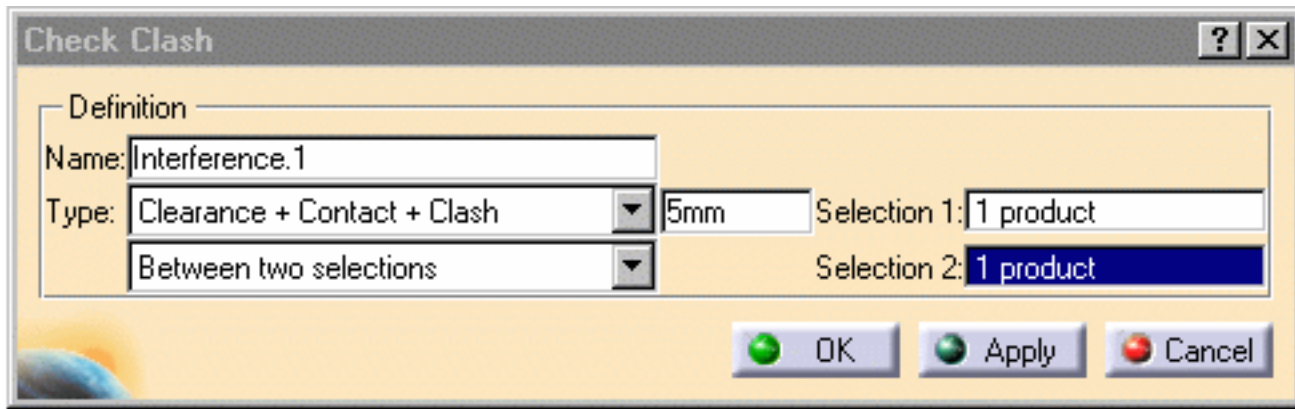 Check Clash ? X
Definition
Name: Interference.1
Type: Clearance + Contact + Clash 5mm Selection 1: 1 product
Between two selections Selection 2: 1 product
OK Apply Cancel